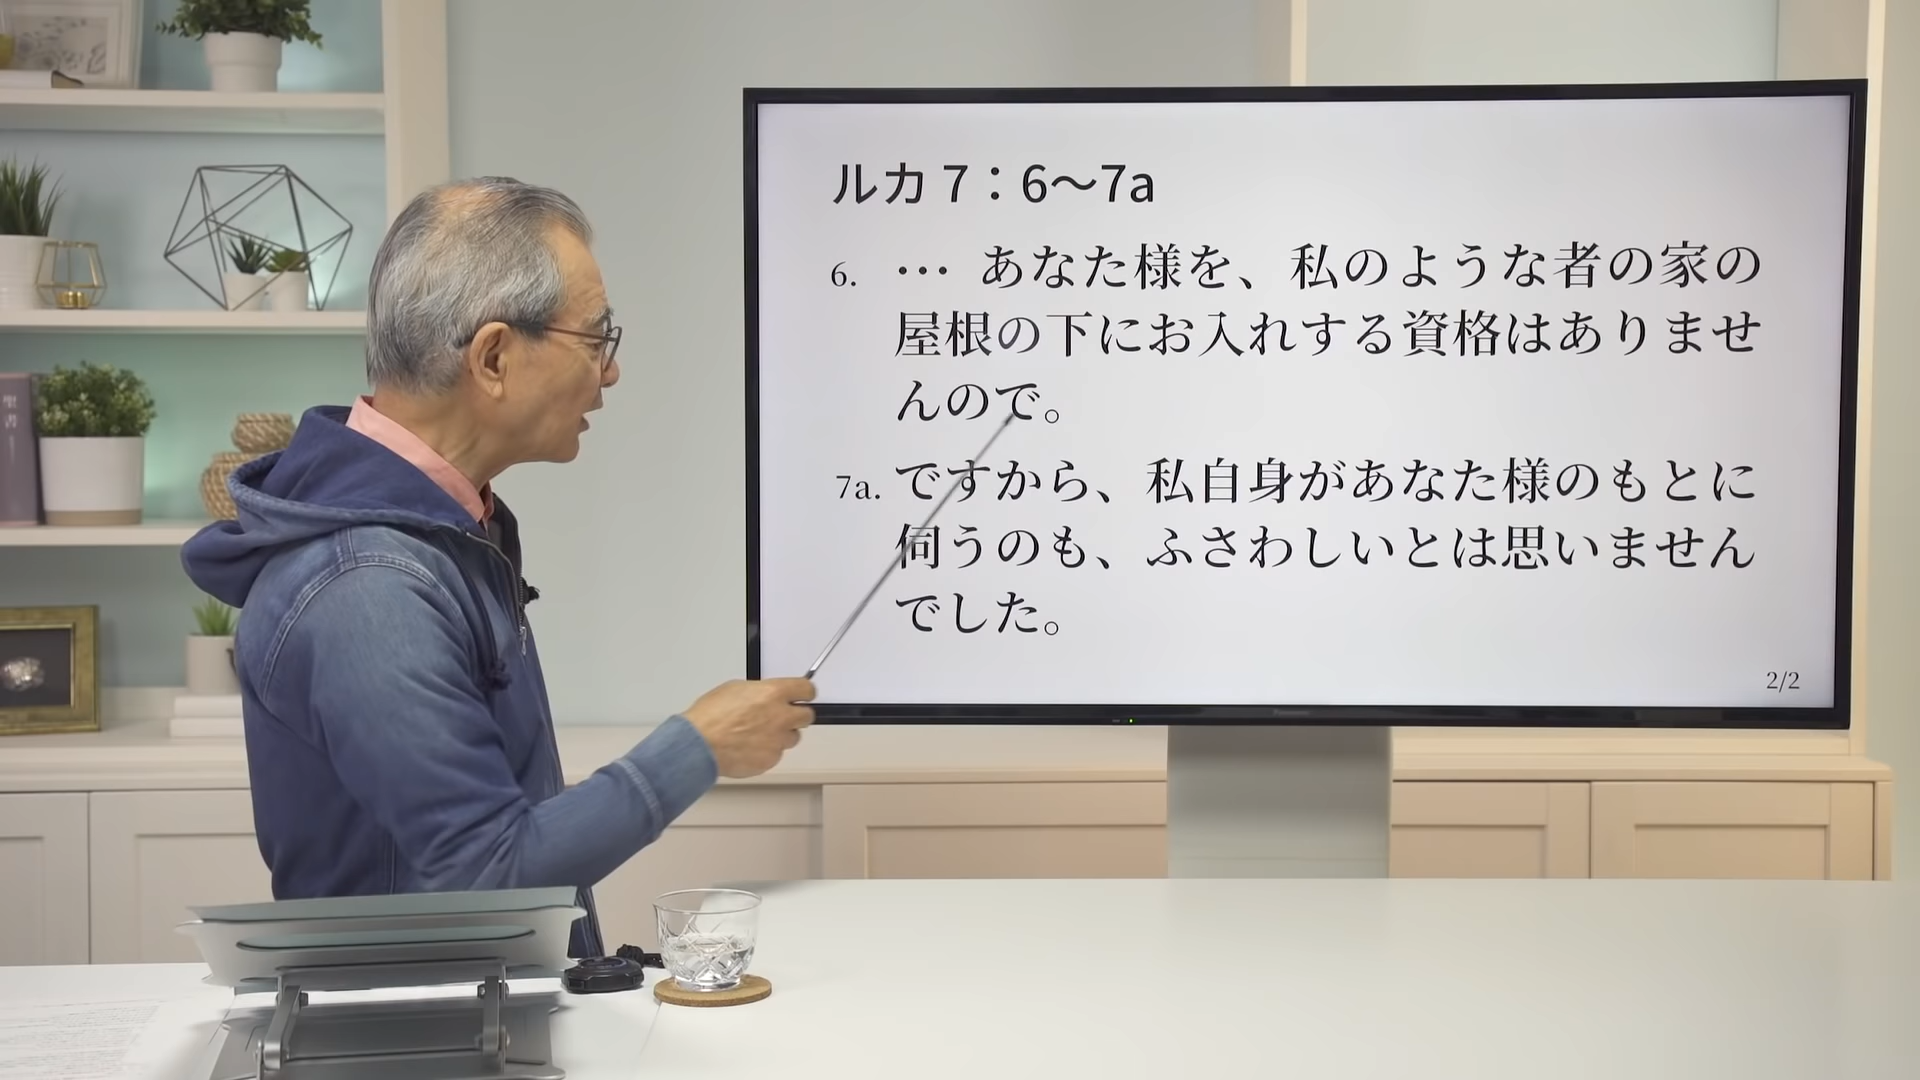 ルカ 7：6～7a
6. … あなた様を、私のような者の家の
屋根の下にお入れする資格はありませ
んので。
7a. ですから、私自身があなた様のもとに
伺うのも、ふさわしいとは思いません
でした。
2/2
聖書